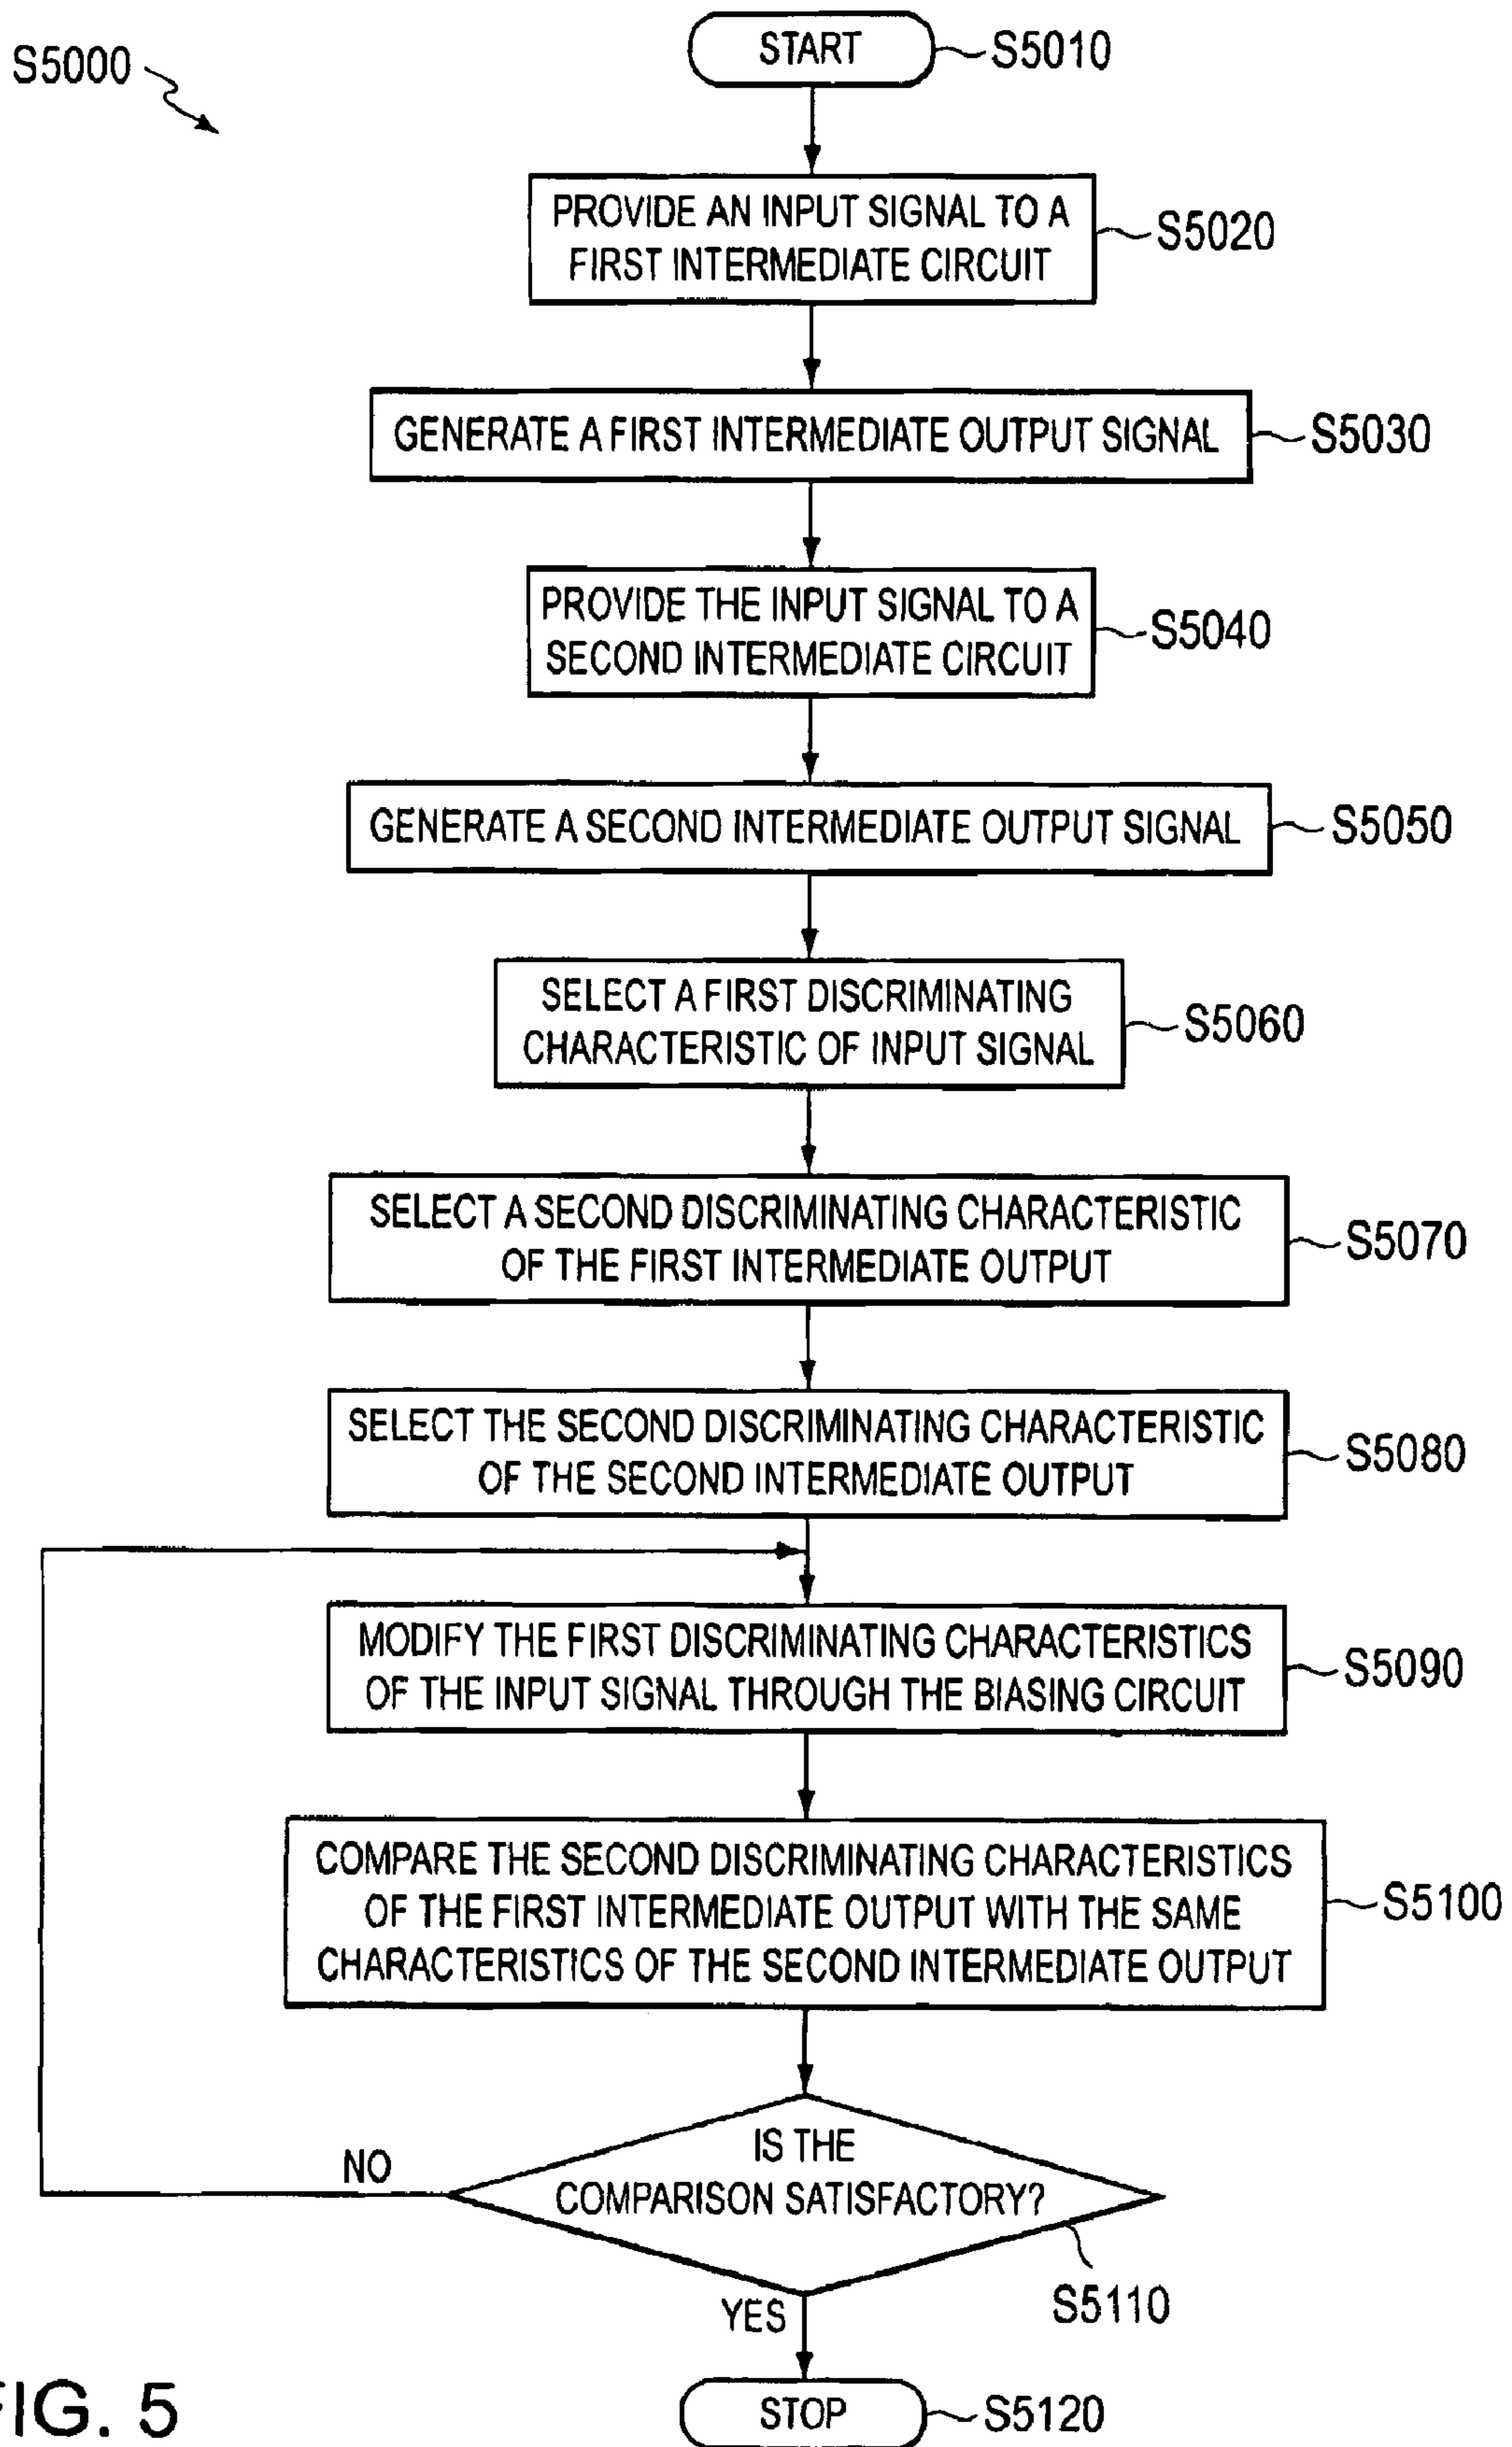 S5000
START
S5010
PROVIDE AN INPUT SIGNAL TO A
FIRST INTERMEDIATE CIRCUIT
S5020
GENERATE A FIRST INTERMEDIATE OUTPUT SIGNAL
S5030
PROVIDE THE INPUT SIGNAL TO A
SECOND INTERMEDIATE CIRCUIT
S5040
GENERATE A SECOND INTERMEDIATE OUTPUT SIGNAL
S5050
SELECT A FIRST DISCRIMINATING
CHARACTERISTIC OF INPUT SIGNAL
S5060
SELECT A SECOND DISCRIMINATING CHARACTERISTIC
OF THE FIRST INTERMEDIATE OUTPUT
S5070
SELECT THE SECOND DISCRIMINATING CHARACTERISTIC
OF THE SECOND INTERMEDIATE OUTPUT
S5080
MODIFY THE FIRST DISCRIMINATING CHARACTERISTICS
OF THE INPUT SIGNAL THROUGH THE BIASING CIRCUIT
S5090
COMPARE THE SECOND DISCRIMINATING CHARACTERISTICS
OF THE FIRST INTERMEDIATE OUTPUT WITH THE SAME
CHARACTERISTICS OF THE SECOND INTERMEDIATE OUTPUT
S5100
IS THE
COMPARISON SATISFACTORY?
NO
S5110
YES
STOP
S5120
FIG. 5